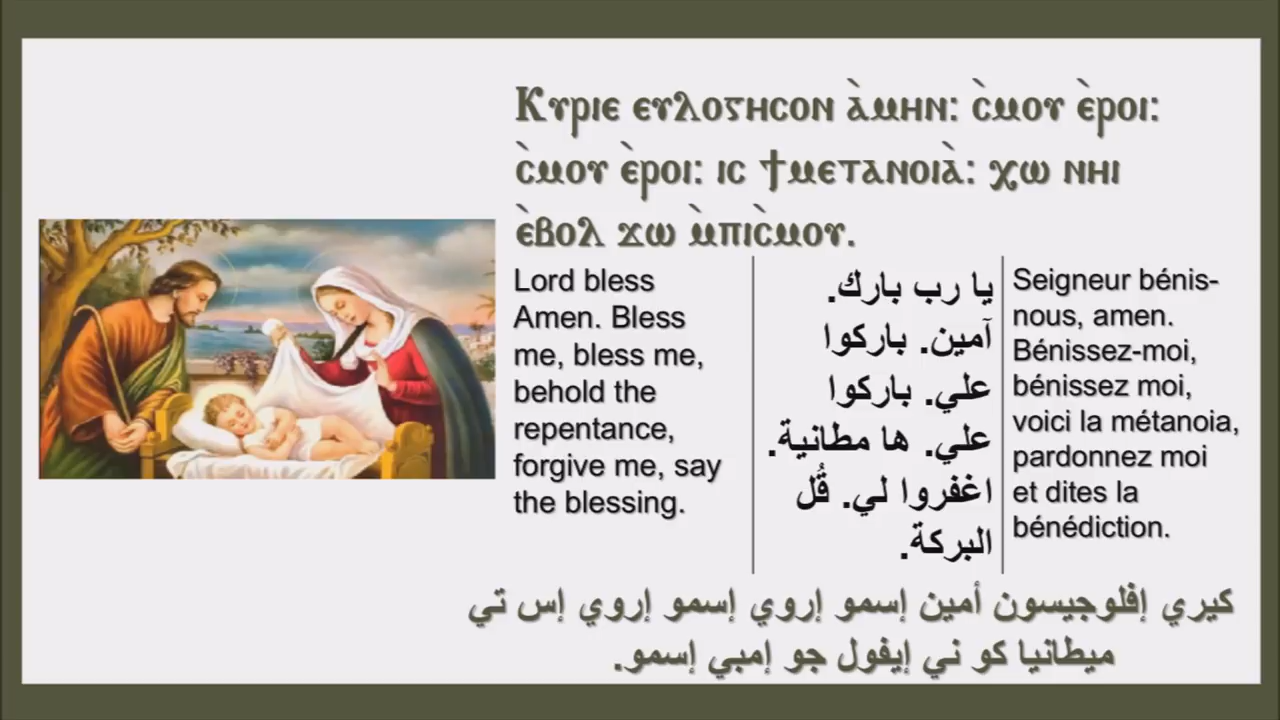 Ⲕⲩⲣⲓⲉ ⲉⲩⲗⲟⲅⲏⲥⲟⲛ ⲁ̀ⲙⲏⲛ: ⲥ̀ⲙⲟⲩ ⲉ̀ⲣⲟⲓ:
ⲥ̀ⲙⲟⲩ ⲉ̀ⲣⲟⲓ: ⲓⲥ ϯⲙⲉⲧⲁⲛⲟⲓⲁ̀: ⲭⲱ ⲛⲏⲓ
ⲉ̀ⲃⲟⲗ ϫⲱ ⲙ̀ⲡⲓⲥ̀ⲙⲟⲩ.
Lord bless
Amen. Bless
me, bless me,
behold the
repentance,
forgive me, say
the blessing.
يا رب بارك.
آمين. باركوا
علي. باركوا
علي. ها مطانية.
اغفروا لي. قُل
البركة.
Seigneur bénis-
nous, amen.
Bénissez-moi,
bénissez moi,
voici la métanoia,
pardonnez moi
et dites la
bénédiction.
كيري إفلوجيسون أمين إسمو إروي إسمو إروي إس تي
ميطانيا كو ني إيفول جو إمبي إسمو.